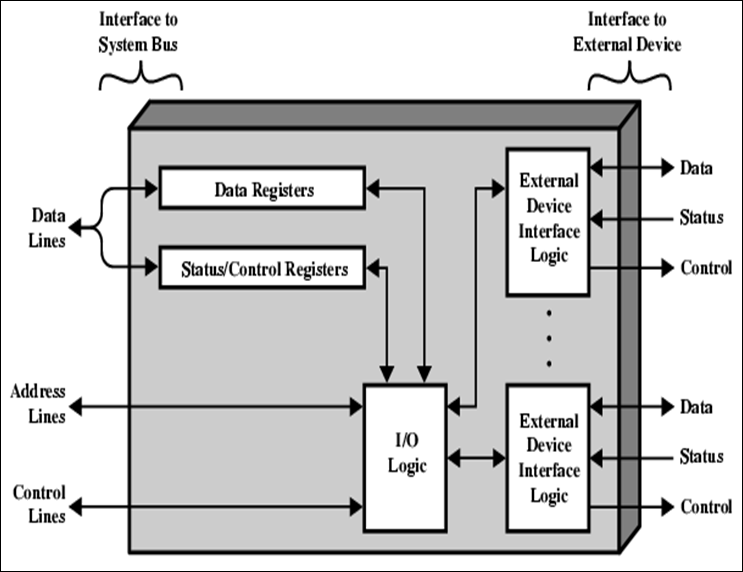 Interface to
System Bus
Interface to
External Device
Data Registers
Status/Control Registers
Data
Lines
Address
Lines
Control
Lines
I/O
Logic
External
Device
Interface
Logic
Data
Status
Control
External
Device
Interface
Logic
Data
Status
Control